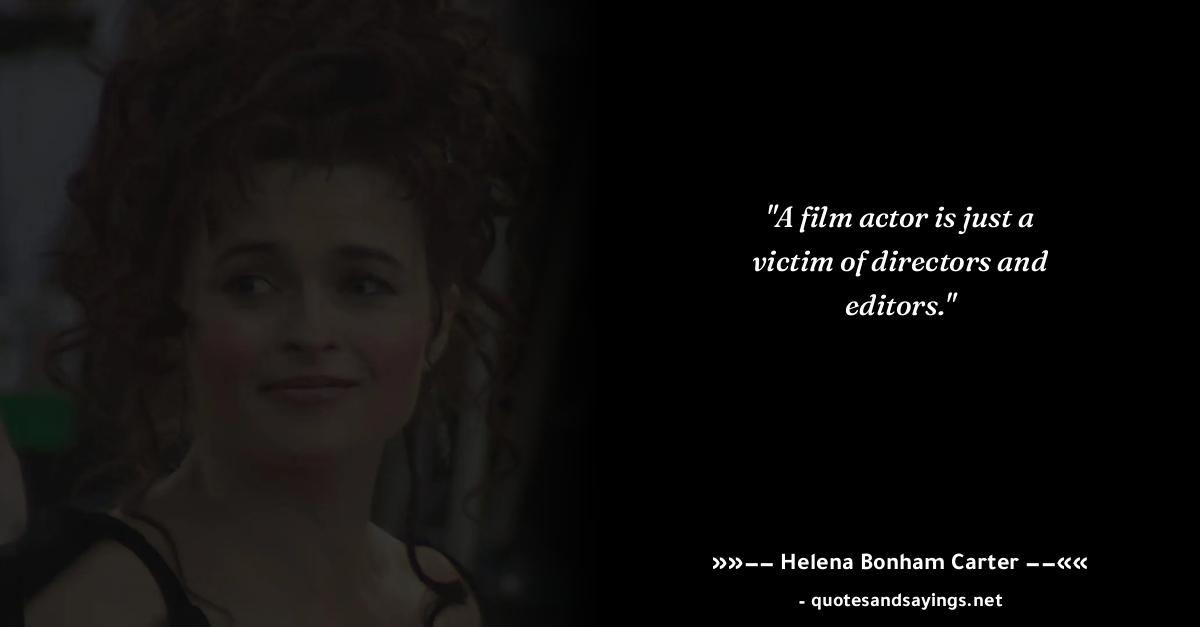 "A film actor is just a
victim of directors and
editors."
»»−− Helena Bonham Carter −−««
- quotesandsayings.net